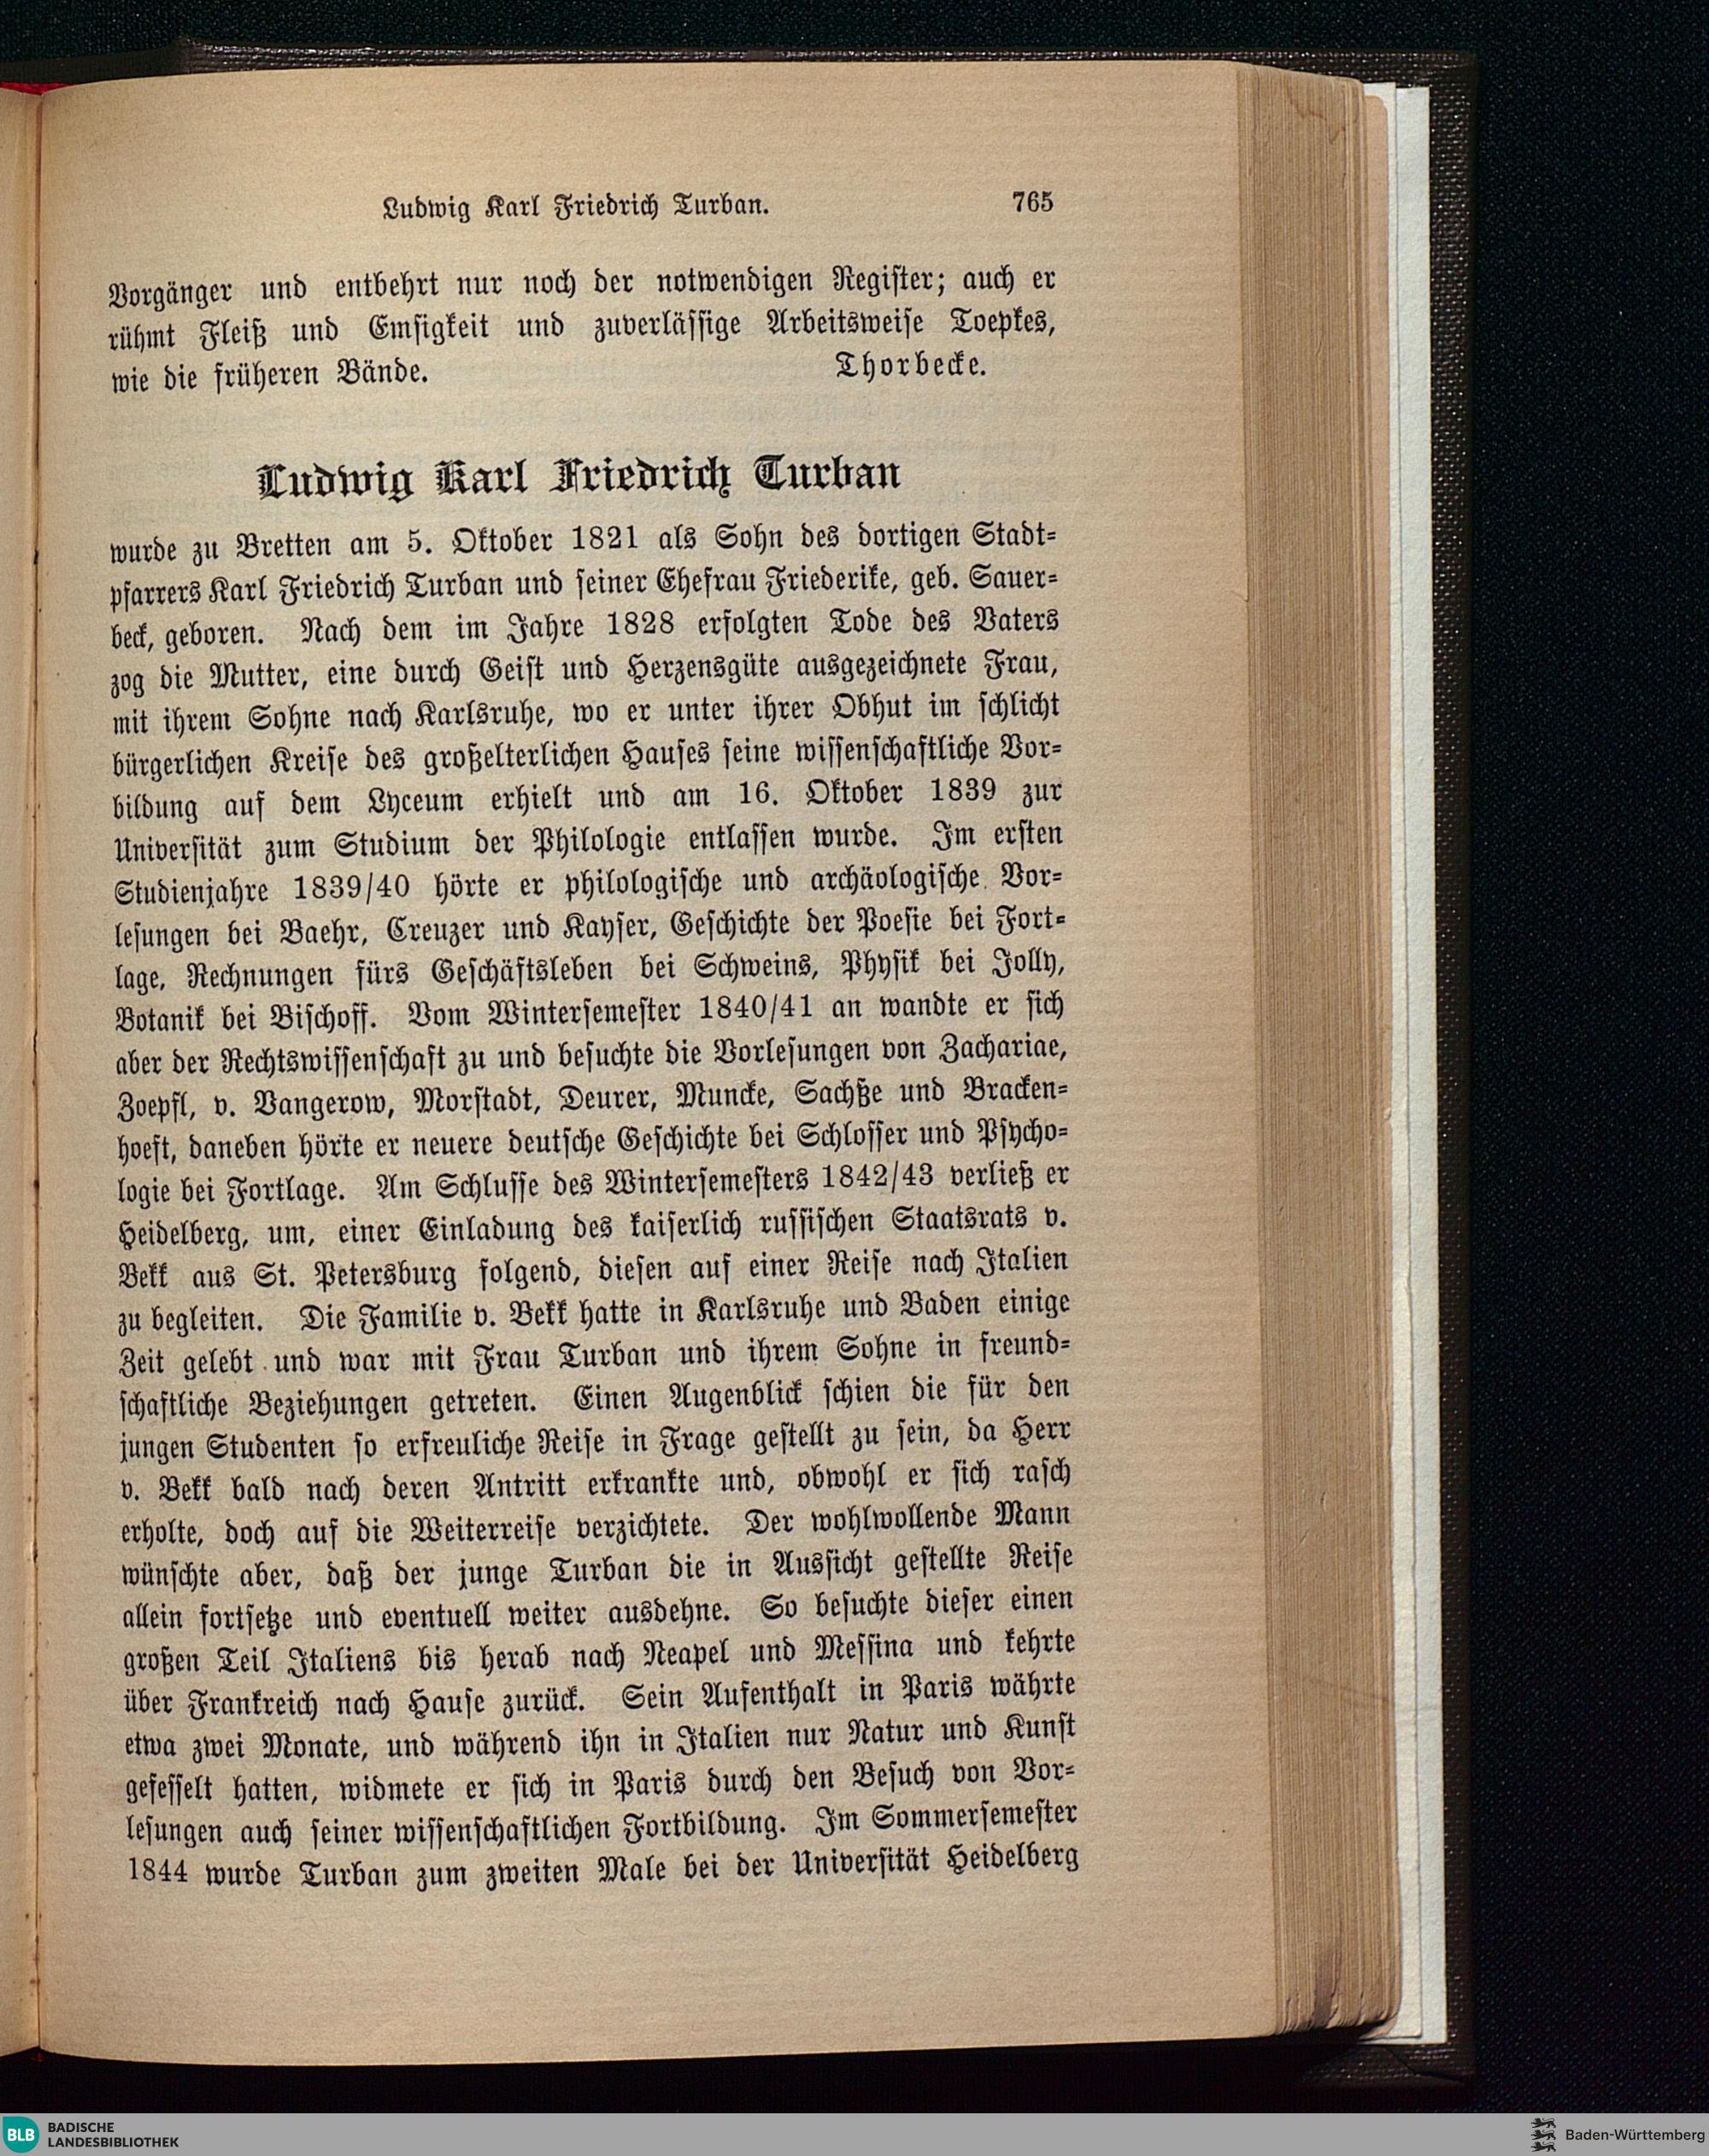 Ludwig Karl Friedrich Turban. 765
Vorgänger und entbehrt nur noch der notwendigen Register; auch er
rühmt Fleiß und Emsigkeit und zuverlässige Arbeitsweise Toepkes,
wie die früheren Bände. Thorbecke.
Ludwig Karl Friedrich Turban
wurde zu Bretten am 5. Oktober 1821 als Sohn des dortigen Stadt-
pfarrers Karl Friedrich Turban und seiner Ehefrau Friederike, geb. Sauer-
beck, geboren. Nach dem im Jahre 1828 erfolgten Tode des Vaters
zog die Mutter, eine durch Geist und Herzensgüte ausgezeichnete Frau,
mit ihrem Sohne nach Karlsruhe, wo er unter ihrer Obhut im schlicht
bürgerlichen Kreise des großelterlichen Hauses seine wissenschaftliche Vor-
bildung auf dem Lyceum erhielt und am 16. Oktober 1839 zur
Universität zum Studium der Philologie entlassen wurde. Im ersten
Studienjahre 1839/40 hörte er philologische und archäologische Vor-
lesungen bei Baehr, Creuzer und Kayser, Geschichte der Poesie bei Fort-
lage, Rechnungen fürs Geschäftsleben bei Schweins, Physik bei Jolly,
Botanik bei Bischoff. Vom Wintersemester 1840/41 an wandte er sich
aber der Rechtswissenschaft zu und besuchte die Vorlesungen von Zachariae,
Zoepfl, v. Vangerow, Morstadt, Deurer, Muncke, Sachße und Bracken-
hoeft, daneben hörte er neuere deutsche Geschichte bei Schlosser und Psycho-
logie bei Fortlage. Am Schlusse des Wintersemesters 1842/43 verließ er
Heidelberg, um, einer Einladung des kaiserlich russischen Staatsrats v.
Bekk aus St. Petersburg folgend, diesen auf einer Reise nach Italien
zu begleiten. Die Familie v. Bekk hatte in Karlsruhe und Baden einige
Zeit gelebt und war mit Frau Turban und ihrem Sohne in freund-
schaftliche Beziehungen getreten. Einen Augenblick schien die für den
jungen Studenten so erfreuliche Reise in Frage gestellt zu sein, da Herr
v. Bekk bald nach deren Antritt erkrankte und, obwohl er sich rasch
erholte, doch auf die Weiterreise verzichtete. Der wohlwollende Mann
wünschte aber, daß der junge Turban die in Aussicht gestellte Reise
allein fortsetze und eventuell weiter ausdehne. So besuchte dieser einen
großen Teil Italiens bis herab nach Neapel und Messina und kehrte
über Frankreich nach Hause zurück. Sein Aufenthalt in Paris währte
etwa zwei Monate, und während ihn in Italien nur Natur und Kunst
gefesselt hatten, widmete er sich in Paris durch den Besuch von Vor-
lesungen auch seiner wissenschaftlichen Fortbildung. Im Sommersemester
1844 wurde Turban zum zweiten Male bei der Universität Heidelberg
BLB BADISCHE
LANDESBIBLIOTHEK
Baden-Württemberg